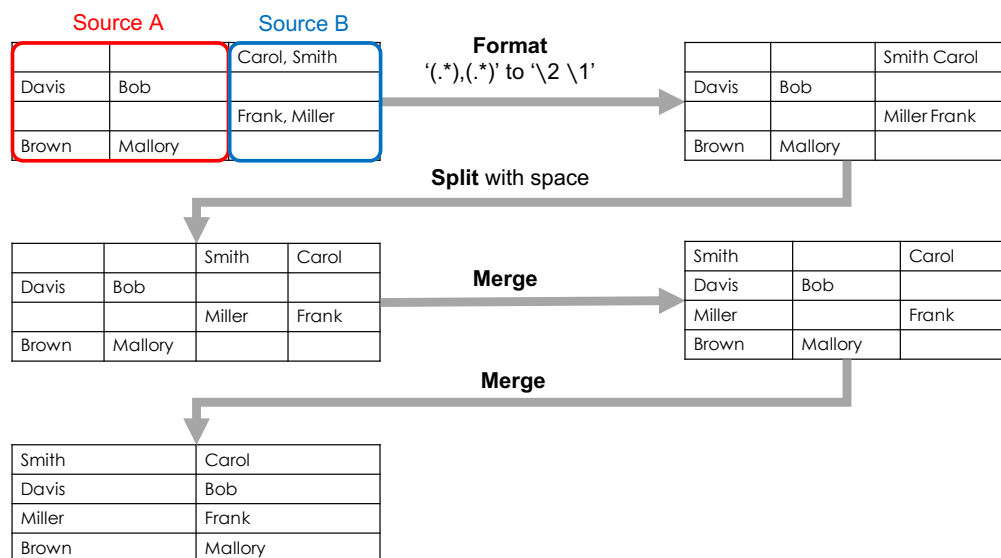 Source A Source B
Carol, Smith
Davis Bob
Frank, Miller
Brown Mallory
Format
‘(.*),(.*)’ to ‘\2 \1’
Smith Carol
Davis Bob
Miller Frank
Brown Mallory
Split with space
Smith Carol
Davis Bob
Miller Frank
Brown Mallory
Merge
Smith Carol
Davis Bob
Miller Frank
Brown Mallory
Merge
Smith Carol
Davis Bob
Miller Frank
Brown Mallory